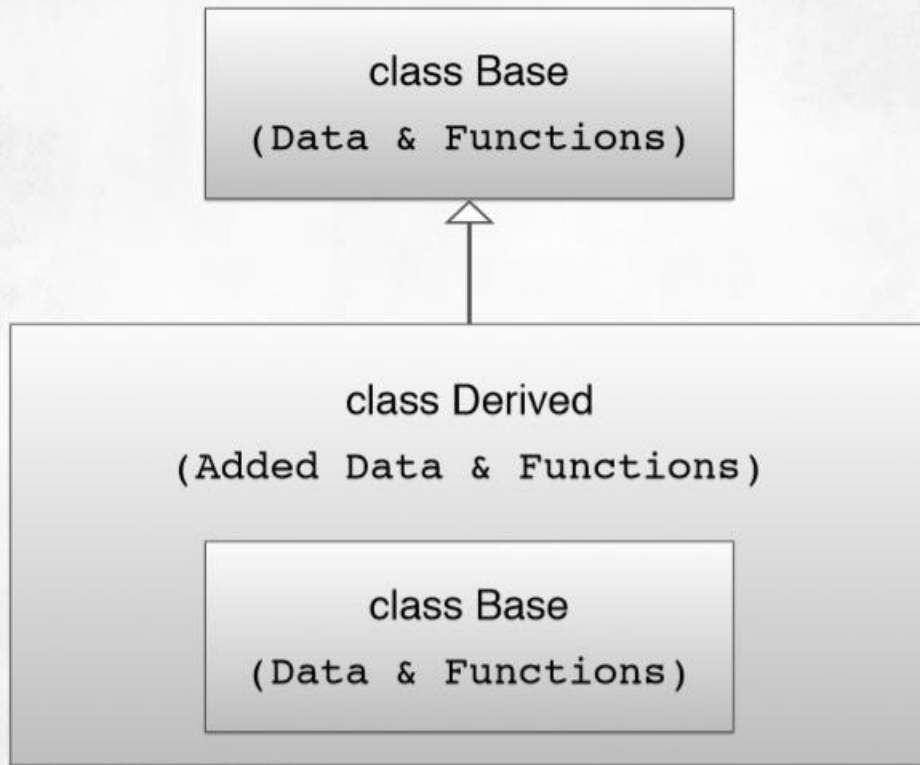 class Base
(Data & Functions)
class Derived
(Added Data & Functions)
class Base
(Data & Functions)